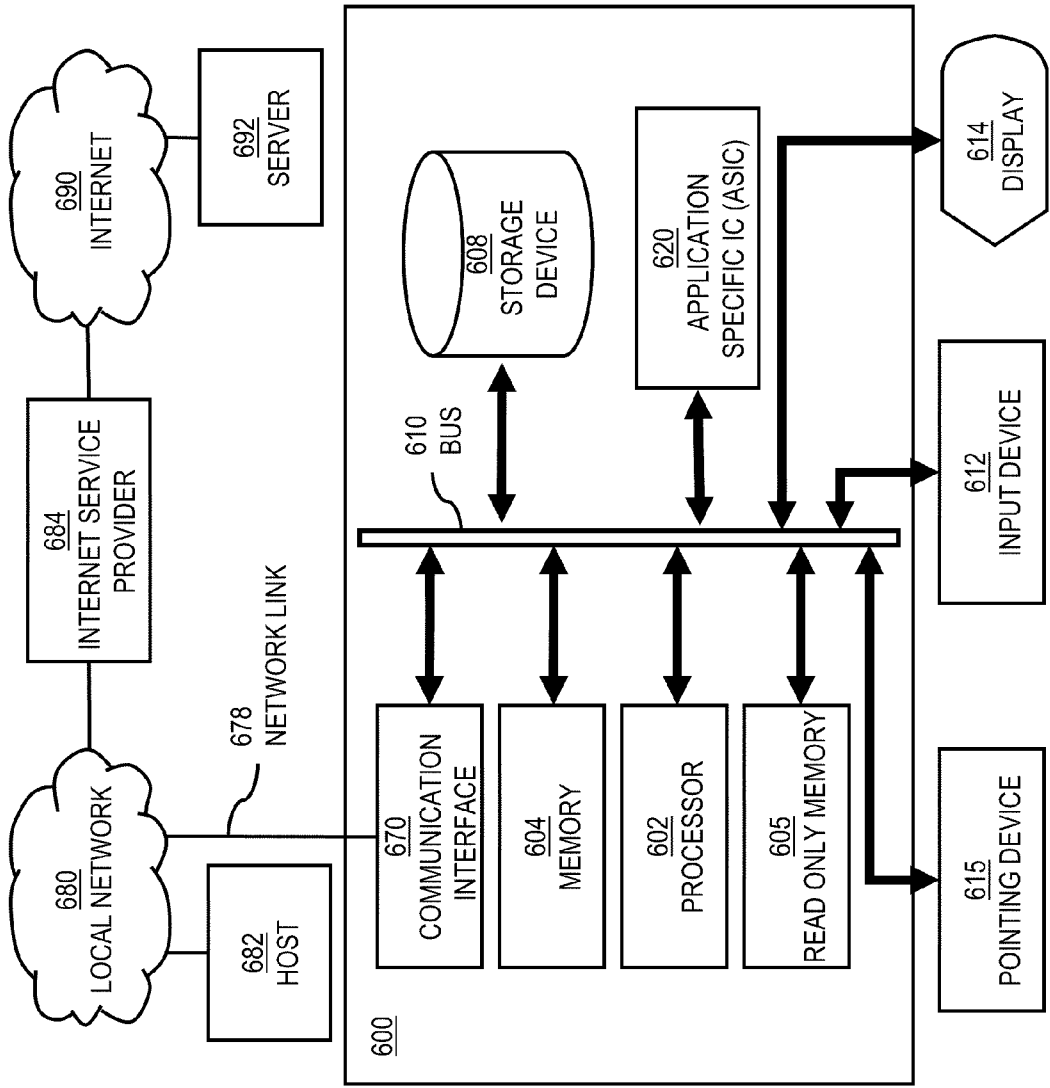 600
682
HOST
680
LOCAL NETWORK
678
NETWORK LINK
684
INTERNET SERVICE
PROVIDER
690
INTERNET
692
SERVER
670
COMMUNICATION
INTERFACE
604
MEMORY
602
PROCESSOR
605
READ ONLY MEMORY
610
BUS
608
STORAGE
DEVICE
620
APPLICATION
SPECIFIC IC (ASIC)
615
POINTING DEVICE
612
INPUT DEVICE
614
DISPLAY